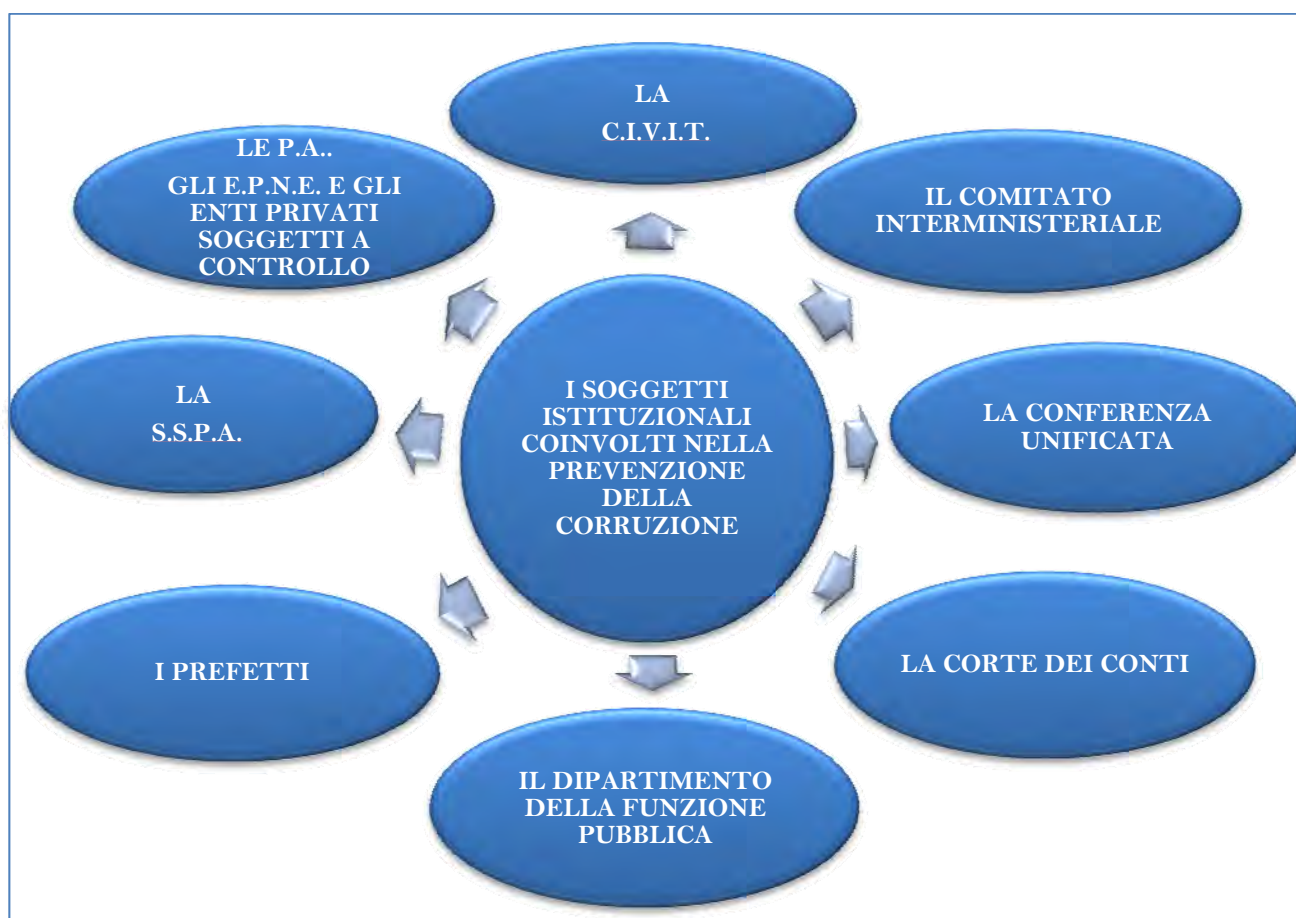 LA
C.I.V.I.T.
LE P.A..
GLI E.P.N.E. E GLI
ENTI PRIVATI
SOGGETTI A
CONTROLLO
IL COMITATO
INTERMINISTERIALE
I SOGGETTI
ISTITUZIONALI
COINVOLTI NELLA
PREVENZIONE
DELLA
CORRUZIONE
LA
S.S.P.A.
LA CONFERENZA
UNIFICATA
I PREFETTI
LA CORTE DEI CONTI
IL DIPARTIMENTO
DELLA FUNZIONE
PUBBLICA